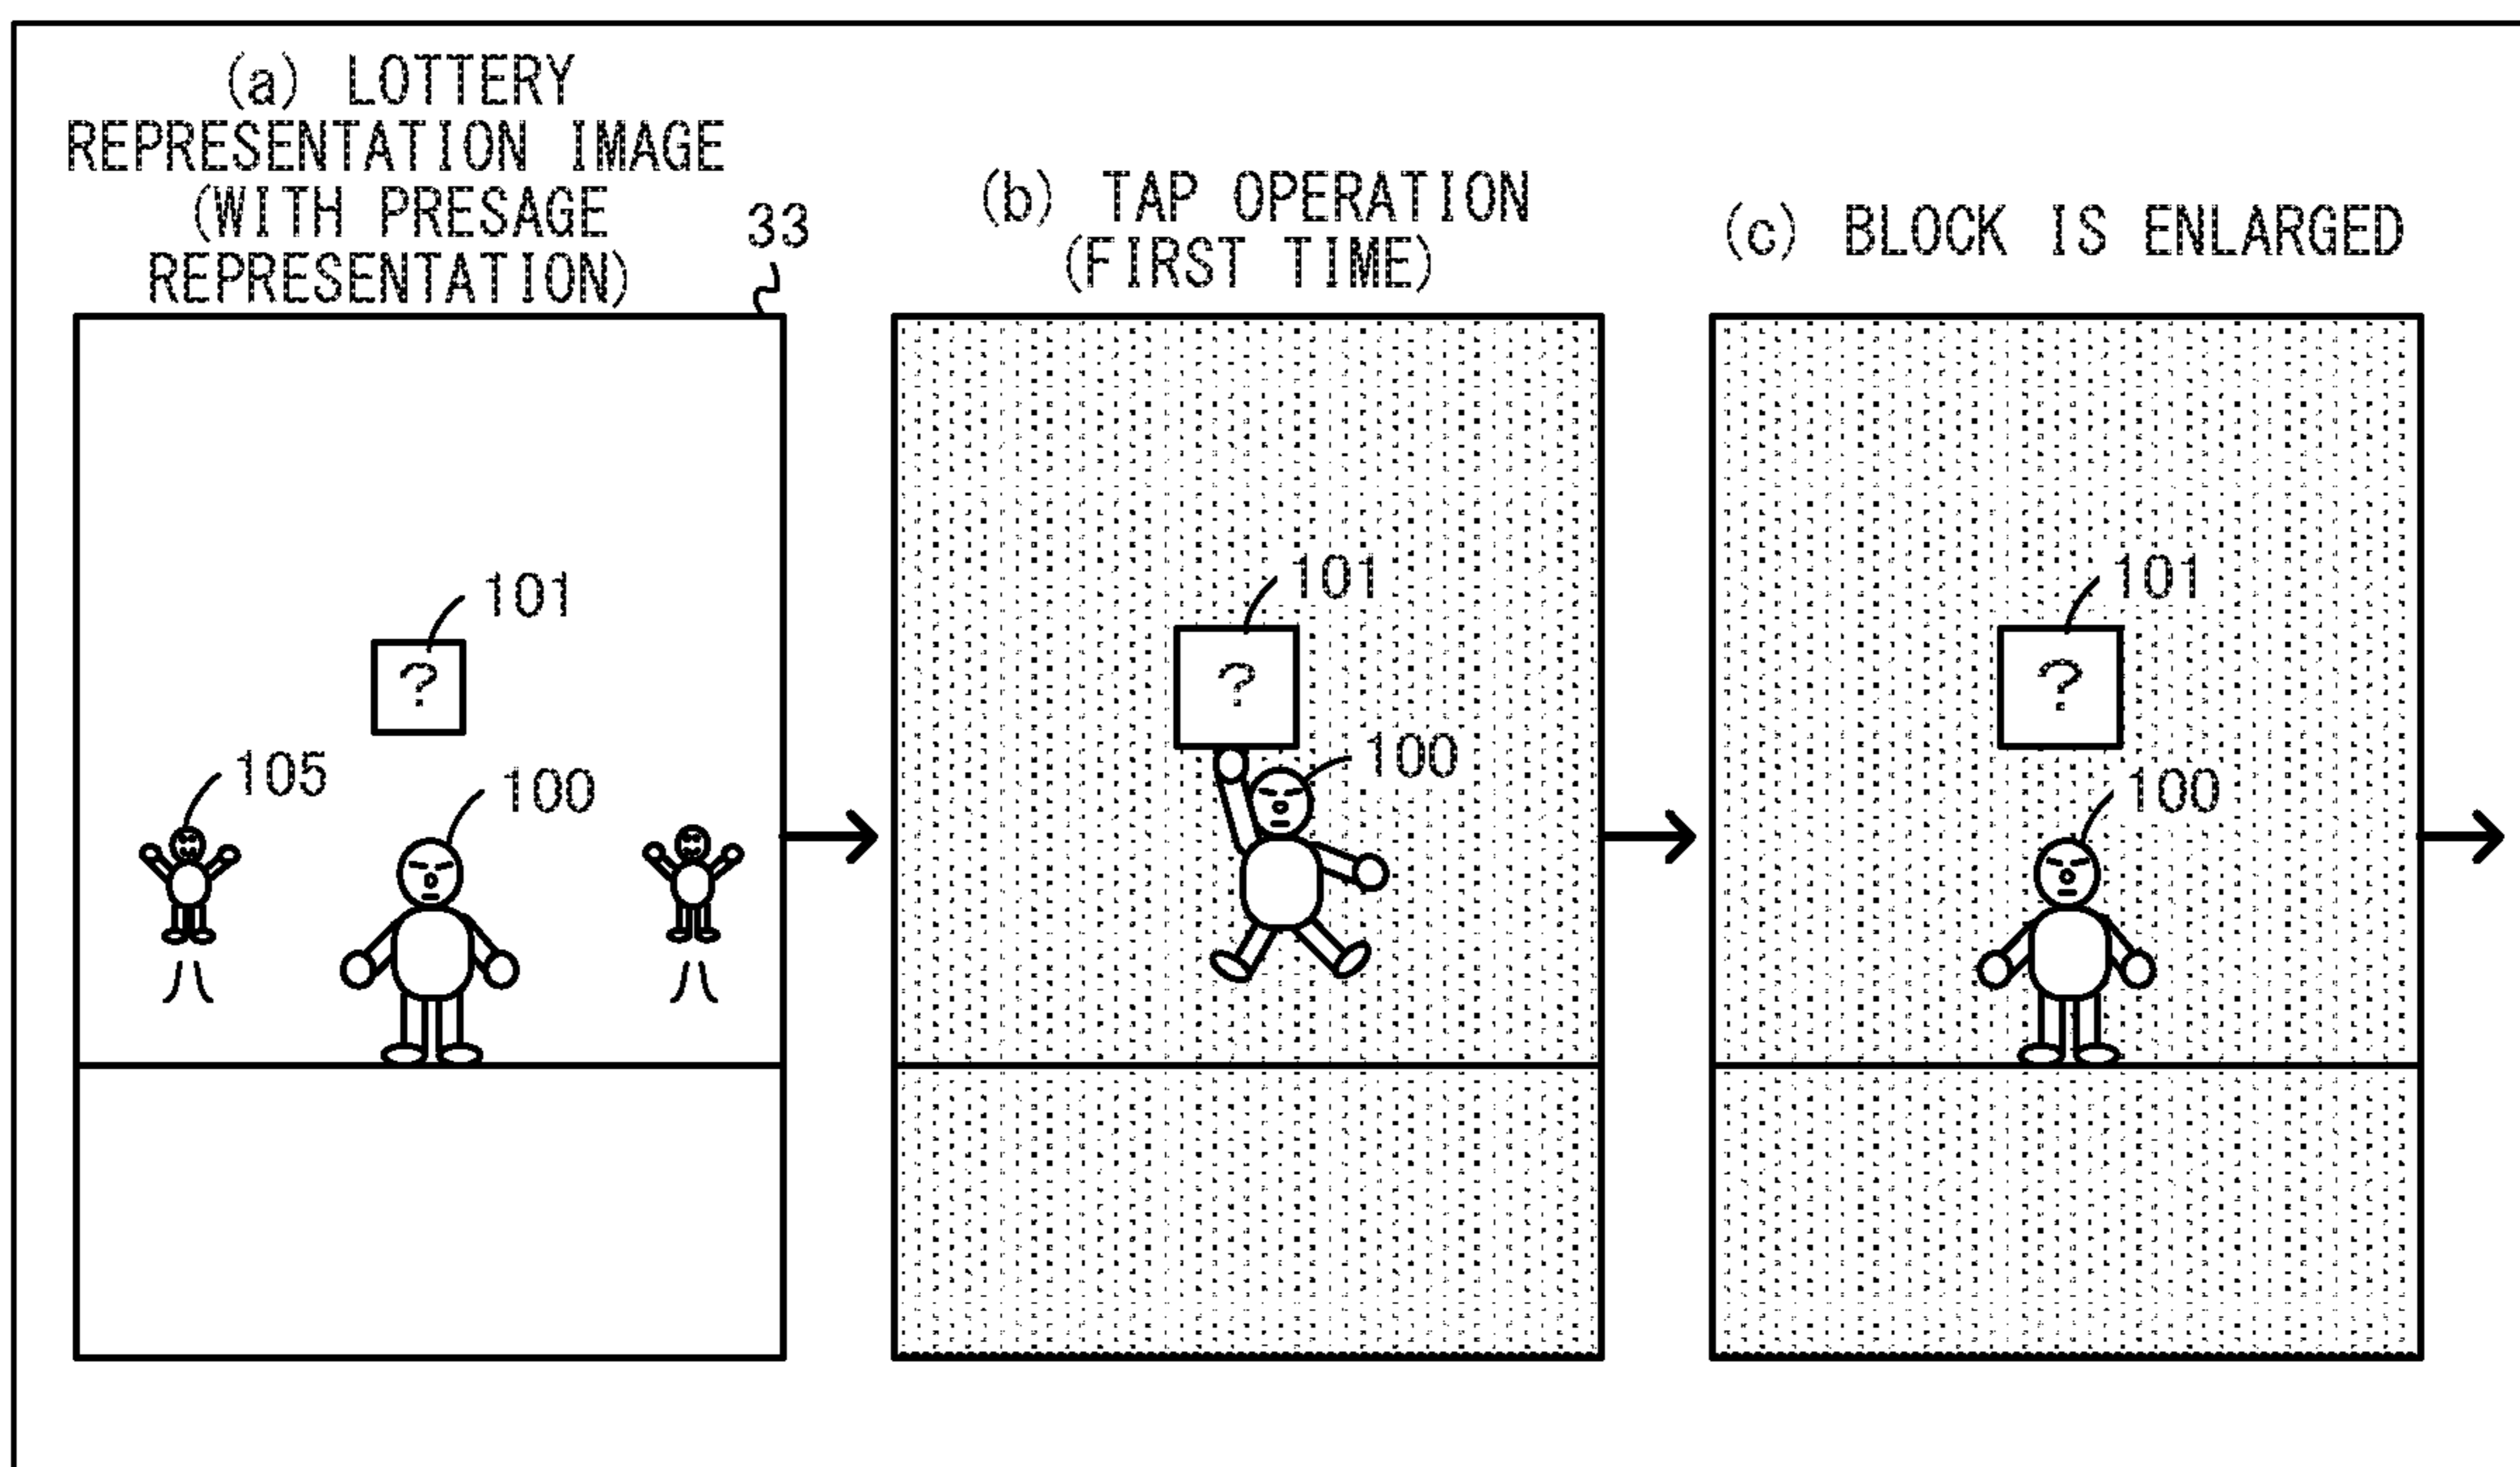 (a) LOTTERY
REPRESENTATION IMAGE
(WITH PRESAGE
REPRESENTATION)
33
(b) TAP OPERATION
(FIRST TIME)
(c) BLOCK IS ENLARGED
101
?
105
100
101
?
100
101
?
100